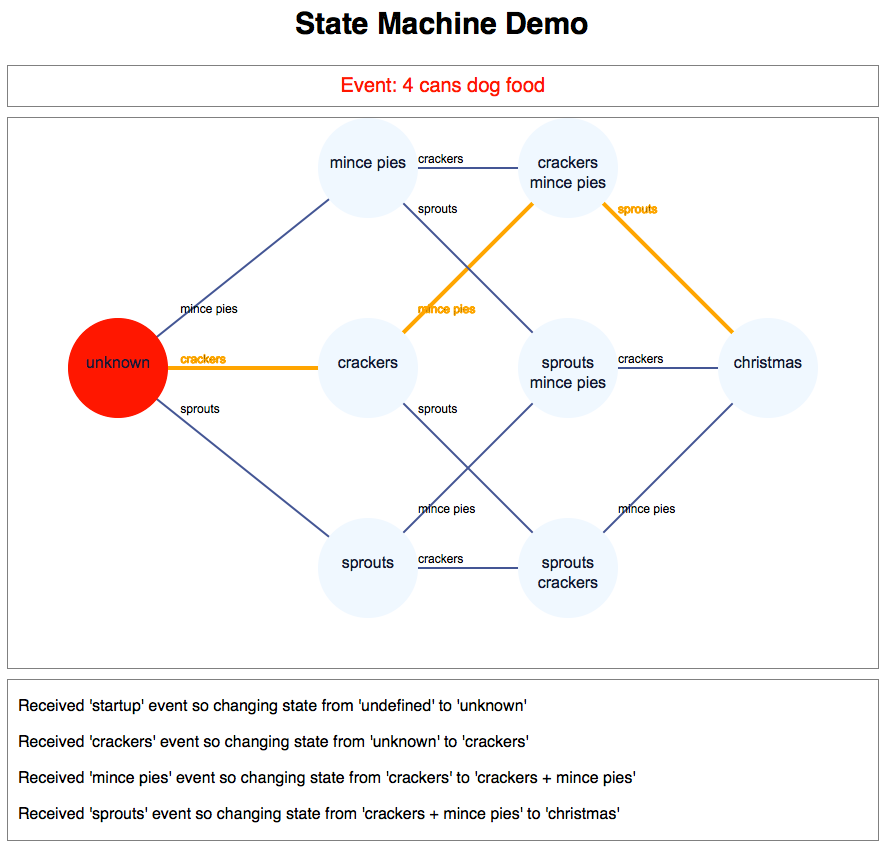 State Machine Demo
Event: 4 cans dog food
mince pies
crackers
crackers
mince pies
sprouts
sprouts
mince pies
mince pies
unknown
crackers
crackers
sprouts
mince pies
crackers
christmas
sprouts
sprouts
mince pies
mince pies
sprouts
crackers
sprouts
crackers
Received 'startup' event so changing state from 'undefined' to 'unknown'
Received 'crackers' event so changing state from 'unknown' to 'crackers'
Received 'mince pies' event so changing state from 'crackers' to 'crackers + mince pies'
Received 'sprouts' event so changing state from 'crackers + mince pies' to 'christmas'